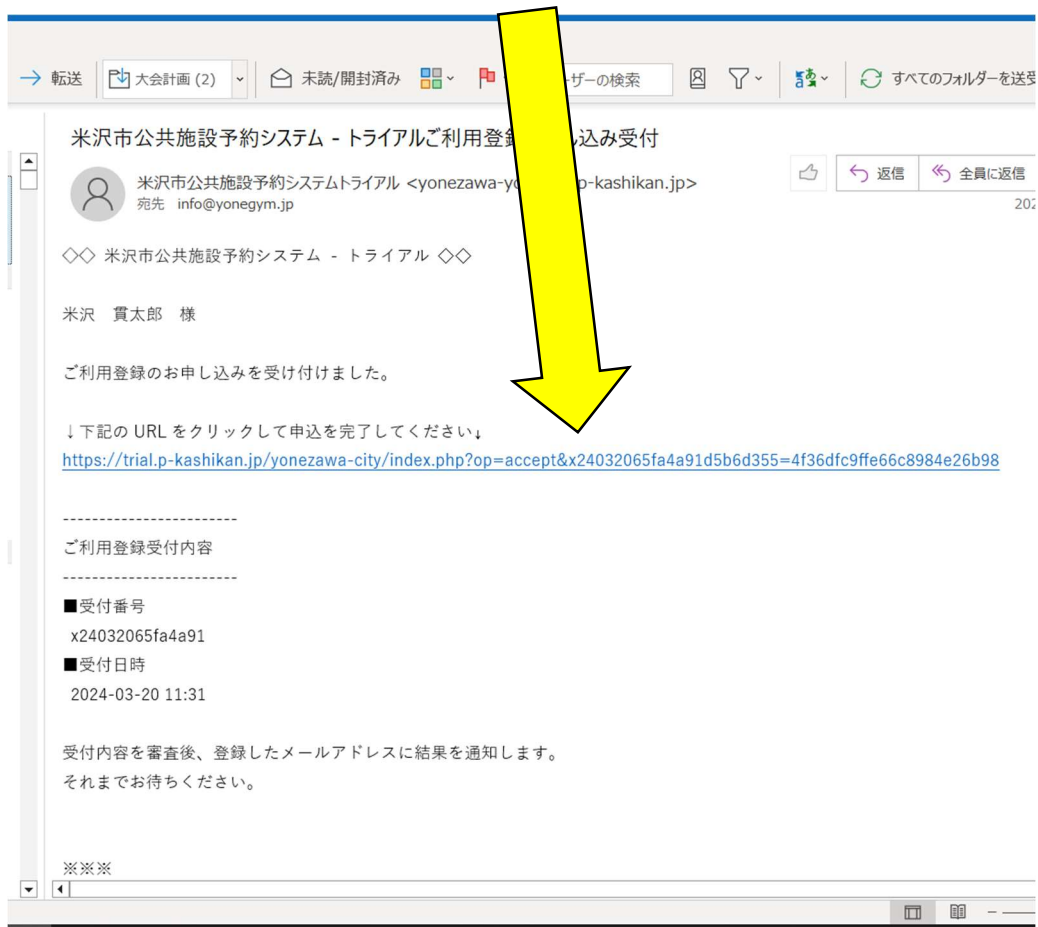 転送 大会計画 (2) 未読/開封済み ーザーの検索 すべてのフォルダーを送受
米沢市公共施設予約システム - トライアルご利用登 し込み受付
米沢市公共施設予約システムトライアル <yonezawa-yo p-kashikan.jp>
返信 全員に返信
宛先 info@yonegym.jp
202
◇◇ 米沢市公共施設予約システム - トライアル ◇◇
米沢 貫太郎 様
ご利用登録のお申し込みを受け付けました。
↓下記の URL をクリックして申込を完了してください↓
https://trial.p-kashikan.jp/yonezawa-city/index.php?op=accept&x24032065fa4a91d5b6d355=4f36dfc9ffe66c8984e26b98
------------------------
ご利用登録受付内容
------------------------
■受付番号
x24032065fa4a91
■受付日時
2024-03-20 11:31
受付内容を審査後、登録したメールアドレスに結果を通知します。
それまでお待ちください。
※※※